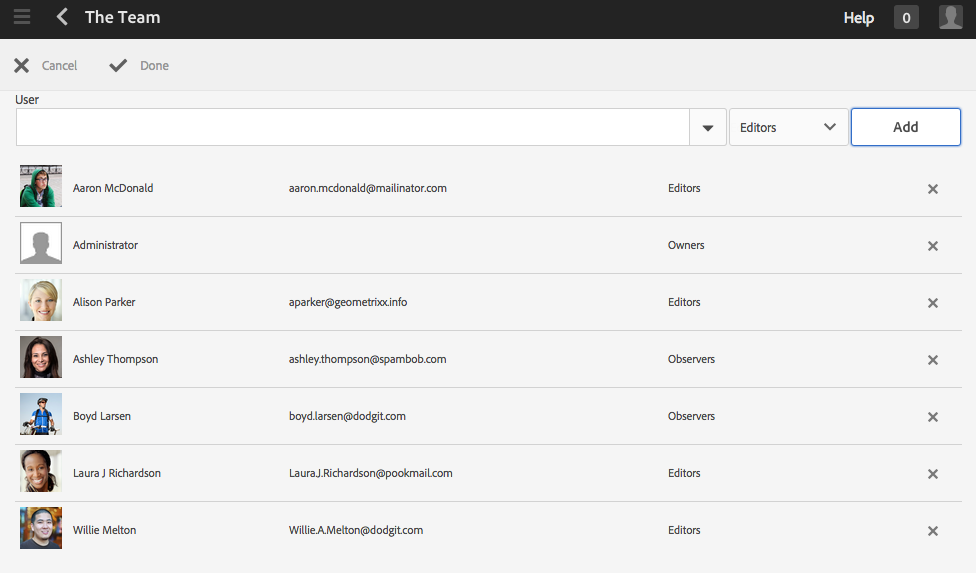 The Team Help 0
Cancel Done
User
Editors Add
Aaron McDonald aaron.mcdonald@mailinator.com Editors
Administrator Owners
Alison Parker aparker@geometrixx.info Editors
Ashley Thompson ashley.thompson@spambob.com Observers
Boyd Larsen boyd.larsen@dodgit.com Observers
Laura J Richardson Laura.J.Richardson@pookmail.com Editors
Willie Melton Willie.A.Melton@dodgit.com Editors